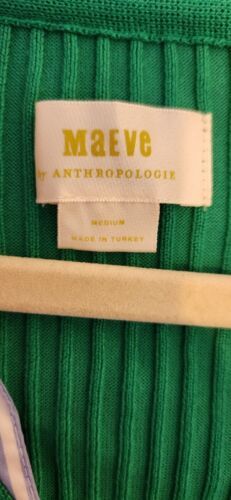 MaEVe
by ANTHROPOLOGIE
MEDIUM
MADE IN TURKEY